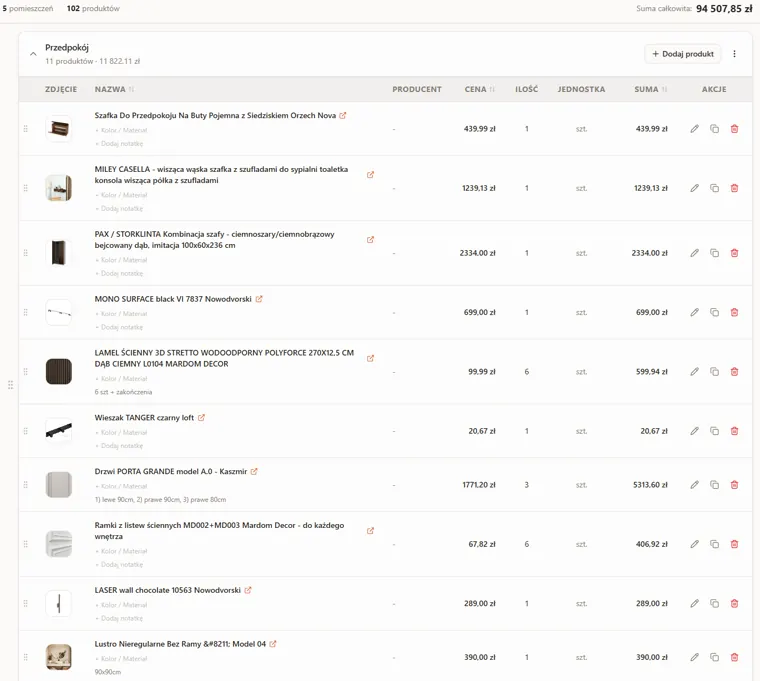 5 pomieszczeń 102 produktów Suma całkowita: 94 507,85 zł
Przedpokój
11 produktów · 11 822,11 zł
+ Dodaj produkt
ZDJĘCIE NAZWA PRODUCENT CENA ILOŚĆ JEDNOSTKA SUMA AKCJE
Szafka Do Przedpokoju Na Buty Pojemna z Siedziskiem Orzech Nova
+ Kolor / Materiał
+ Dodaj notatkę
- 439,99 zł 1 szt. 439,99 zł
MILEY CASELLA - wisząca wąska szafka z szufladami do sypialni toaletka
konsola wisząca półka z szufladami
+ Kolor / Materiał
+ Dodaj notatkę
- 1239,13 zł 1 szt. 1239,13 zł
PAX / STORKLINTA Kombinacja szafy - ciemnoszary/ciemnobrązowy
bejcowany dąb, imitacja 100x60x236 cm
+ Kolor / Materiał
+ Dodaj notatkę
- 2334,00 zł 1 szt. 2334,00 zł
MONO SURFACE black VI 7837 Nowodvorski
+ Kolor / Materiał
+ Dodaj notatkę
- 699,00 zł 1 szt. 699,00 zł
LAMEL ŚCIENNY 3D STRETTO WODOODPORNY POLYFORCE 270X12,5 CM
DĄB CIEMNY L0104 MARDOM DECOR
+ Kolor / Materiał
6 szt + zakończenia
- 99,99 zł 6 szt. 599,94 zł
Wieszak TANGER czarny loft
+ Kolor / Materiał
+ Dodaj notatkę
- 20,67 zł 1 szt. 20,67 zł
Drzwi PORTA GRANDE model A.0 - Kaszmir
+ Kolor / Materiał
1) lewe 90cm, 2) prawe 90cm, 3) prawe 80cm
- 1771,20 zł 3 szt. 5313,60 zł
Ramki z listew ściennych MD002+MD003 Mardom Decor - do każdego
wnętrza
+ Kolor / Materiał
+ Dodaj notatkę
- 67,82 zł 6 szt. 406,92 zł
LASER wall chocolate 10563 Nowodvorski
+ Kolor / Materiał
+ Dodaj notatkę
- 289,00 zł 1 szt. 289,00 zł
Lustro Nieregularne Bez Ramy &#8211; Model 04
+ Kolor / Materiał
90x90cm
- 390,00 zł 1 szt. 390,00 zł